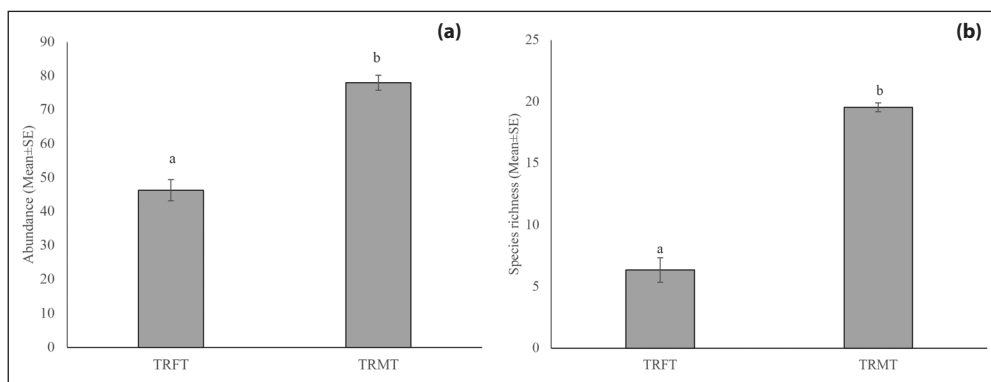 (a)
Abundance (Mean±SE)
90
80
70
60
50
40
30
20
10
0
a
b
TRFT
TRMT
(b)
Species richness (Mean±SE)
25
20
15
10
5
0
a
b
TRFT
TRMT